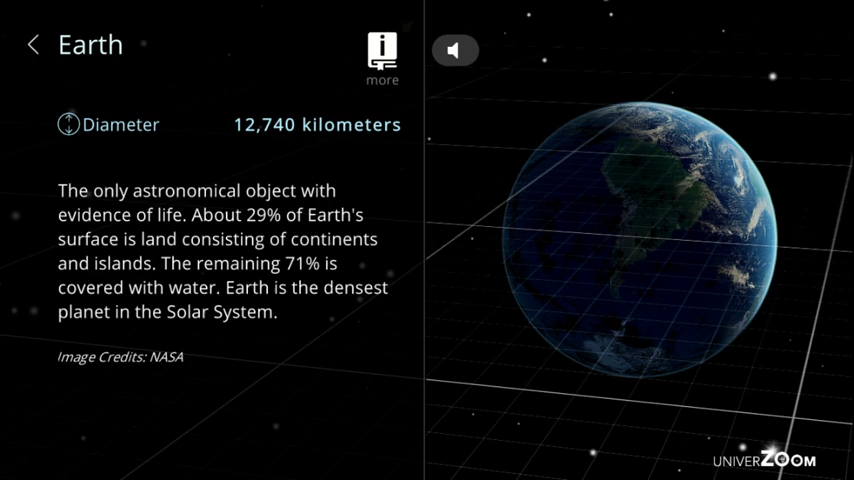 Earth
i
more
Diameter 12,740 kilometers
The only astronomical object with
evidence of life. About 29% of Earth's
surface is land consisting of continents
and islands. The remaining 71% is
covered with water. Earth is the densest
planet in the Solar System.
Image Credits: NASA
UNIVERZOOM